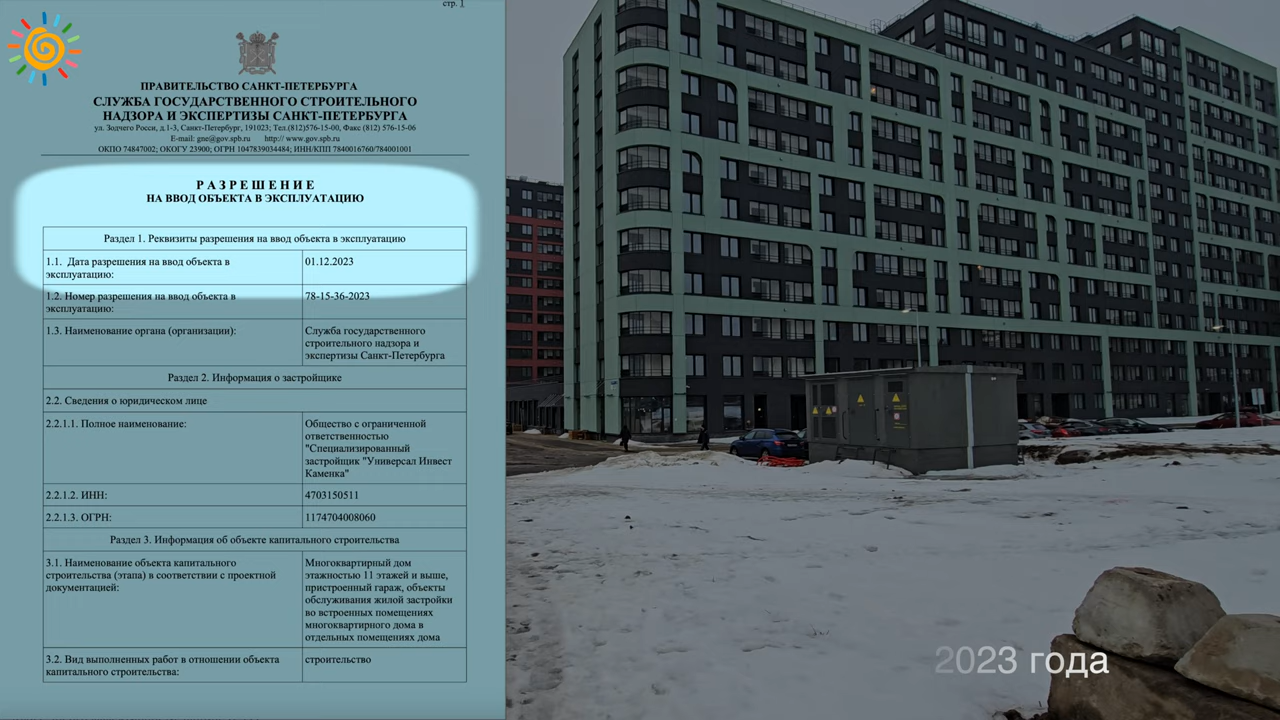 стр. 1
ПРАВИТЕЛЬСТВО САНКТ-ПЕТЕРБУРГА
СЛУЖБА ГОСУДАРСТВЕННОГО СТРОИТЕЛЬНОГО
НАДЗОРА И ЭКСПЕРТИЗЫ САНКТ-ПЕТЕРБУРГА
ул. Зодчего Росси, д.1-3, Санкт-Петербург, 191023; Тел.(812)576-15-00, Факс (812) 576-15-06
E-mail: gne@gov.spb.ru http:// www.gov.spb.ru
ОКПО 74847002; ОКОГУ 23900; ОГРН 1047839034484; ИНН/КПП 7840016760/784001001
РАЗРЕШЕНИЕ
НА ВВОД ОБЪЕКТА В ЭКСПЛУАТАЦИЮ
Раздел 1. Реквизиты разрешения на ввод объекта в эксплуатацию
1.1. Дата разрешения на ввод объекта в
эксплуатацию:
01.12.2023
1.2. Номер разрешения на ввод объекта в
эксплуатацию:
78-15-36-2023
1.3. Наименование органа (организации):
Служба государственного
строительного надзора и
экспертизы Санкт-Петербурга
Раздел 2. Информация о застройщике
2.2. Сведения о юридическом лице
2.2.1.1. Полное наименование:
Общество с ограниченной
ответственностью
"Специализированный
застройщик "Универсал Инвест
Каменка"
2.2.1.2. ИНН:
4703150511
2.2.1.3. ОГРН:
1174704008060
Раздел 3. Информация об объекте капитального строительства
3.1. Наименование объекта капитального
строительства (этапа) в соответствии с проектной
документацией:
Многоквартирный дом
этажностью 11 этажей и выше,
пристроенный гараж, объекты
обслуживания жилой застройки
во встроенных помещениях
многоквартирного дома в
отдельных помещениях дома
3.2. Вид выполненных работ в отношении объекта
капитального строительства:
строительство
2023 года